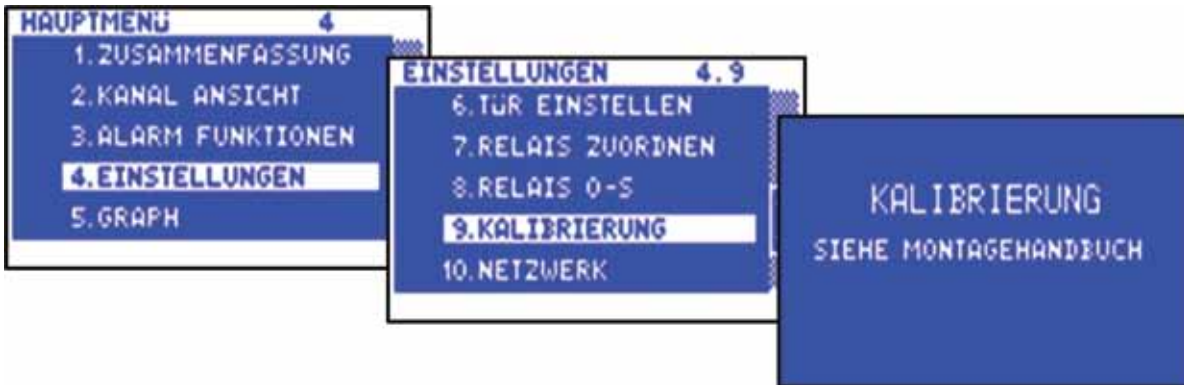 HAUPTMENÜ 4
1.ZUSAMMENFASSUNG
2.KANAL ANSICHT
3.ALARM FUNKTIONEN
4.EINSTELLUNGEN
5.GRAPH
EINSTELLUNGEN 4.9
6.TÜR EINSTELLEN
7.RELAIS ZUORDNEN
8.RELAIS O-S
9.KALIBRIERUNG
10.NETZWERK
KALIBRIERUNG
SIEHE MONTAGEHANDBUCH